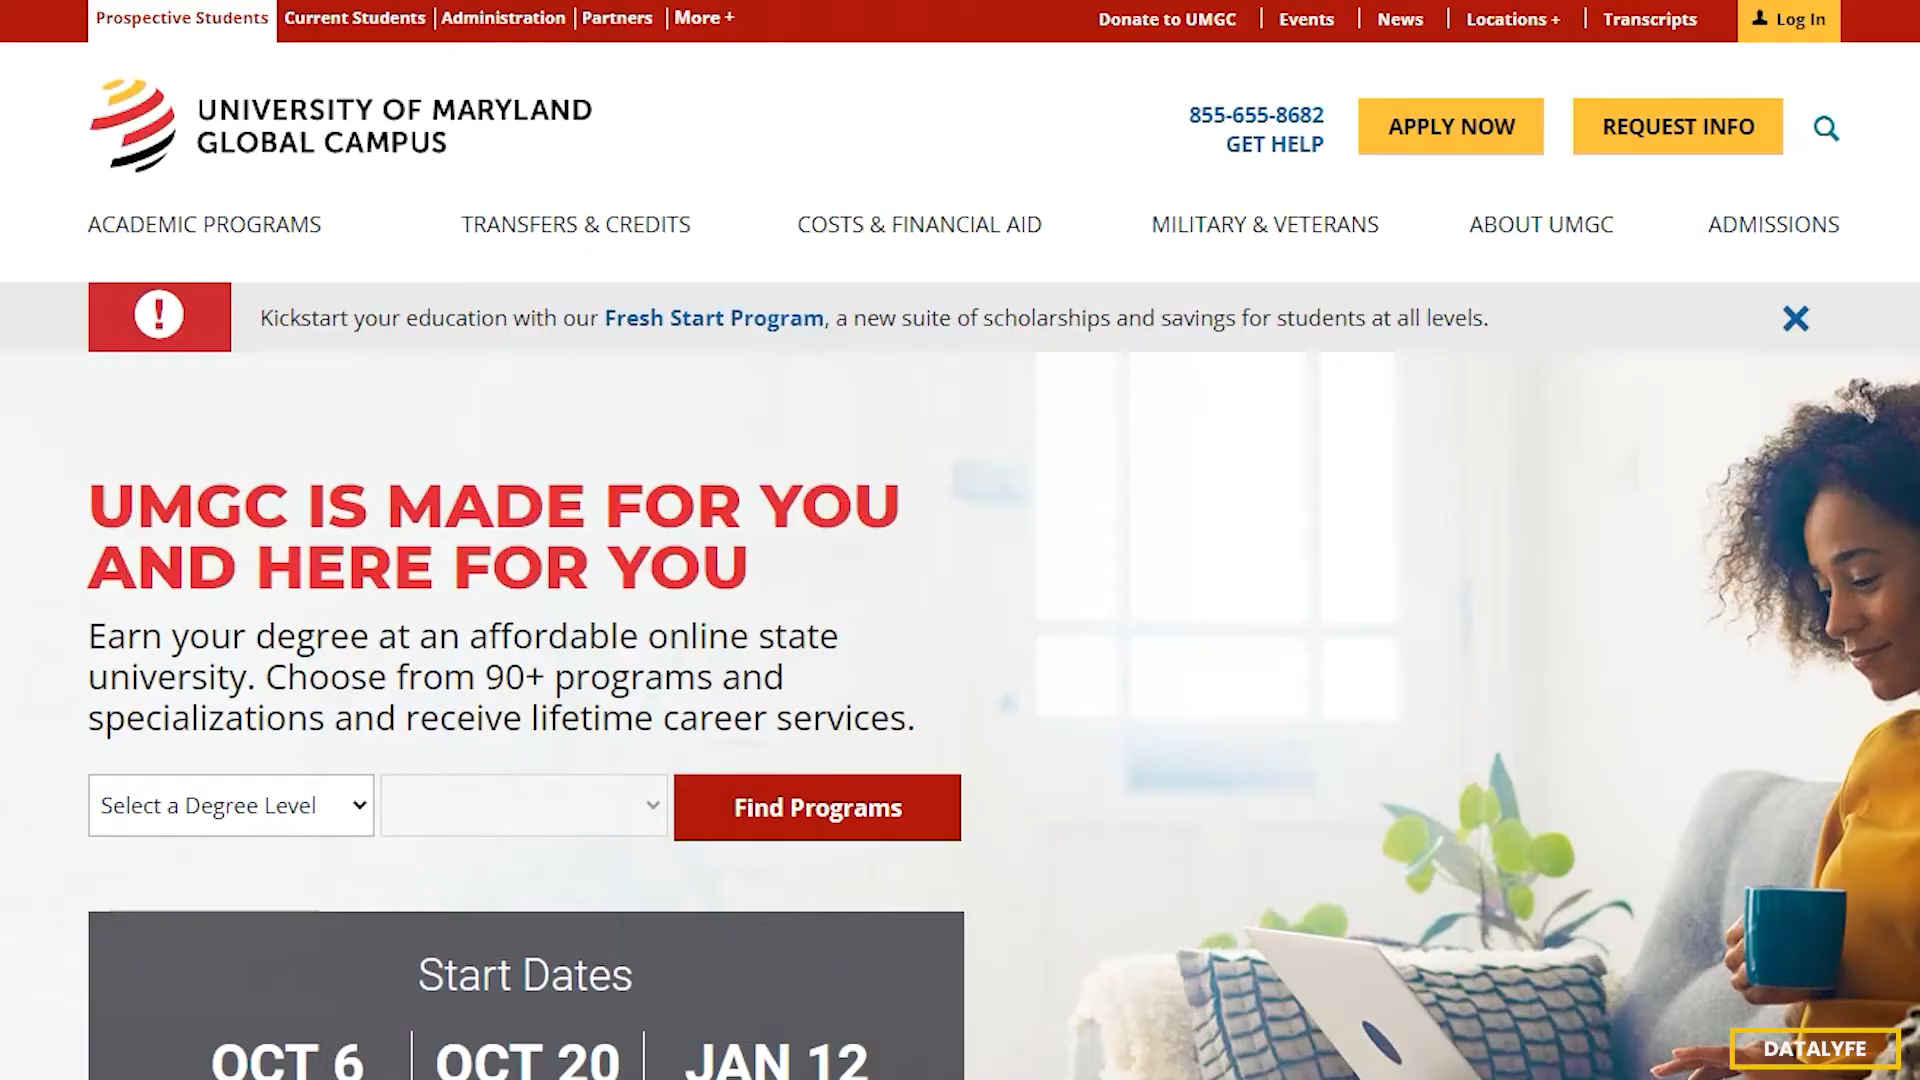 Prospective Students
Current Students
Administration
Partners
More +
Donate to UMGC
Events
News
Locations +
Transcripts
Log In
UNIVERSITY OF MARYLAND
GLOBAL CAMPUS
855-655-8682
GET HELP
APPLY NOW
REQUEST INFO
ACADEMIC PROGRAMS
TRANSFERS & CREDITS
COSTS & FINANCIAL AID
MILITARY & VETERANS
ABOUT UMGC
ADMISSIONS
Kickstart your education with our Fresh Start Program, a new suite of scholarships and savings for students at all levels.
UMGC IS MADE FOR YOU
AND HERE FOR YOU
Earn your degree at an affordable online state
university. Choose from 90+ programs and
specializations and receive lifetime career services.
Select a Degree Level
Find Programs
Start Dates
OCT 6
OCT 20
JAN 12
DATALYFE